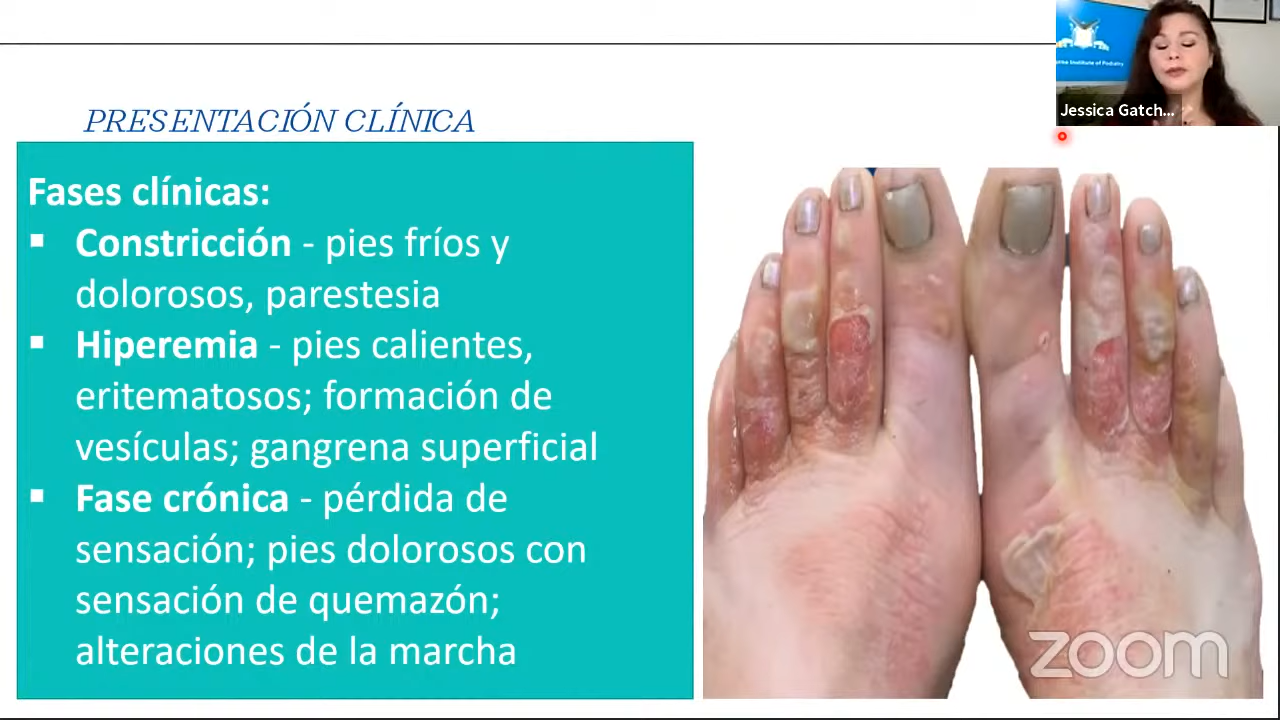 PRESENTACIÓN CLÍNICA
Jessica Gatch...
Fases clínicas:
▪ Constricción - pies fríos y
dolorosos, parestesia
▪ Hiperemia - pies calientes,
eritematosos; formación de
vesículas; gangrena superficial
▪ Fase crónica - pérdida de
sensación; pies dolorosos con
sensación de quemazón;
alteraciones de la marcha
zoom